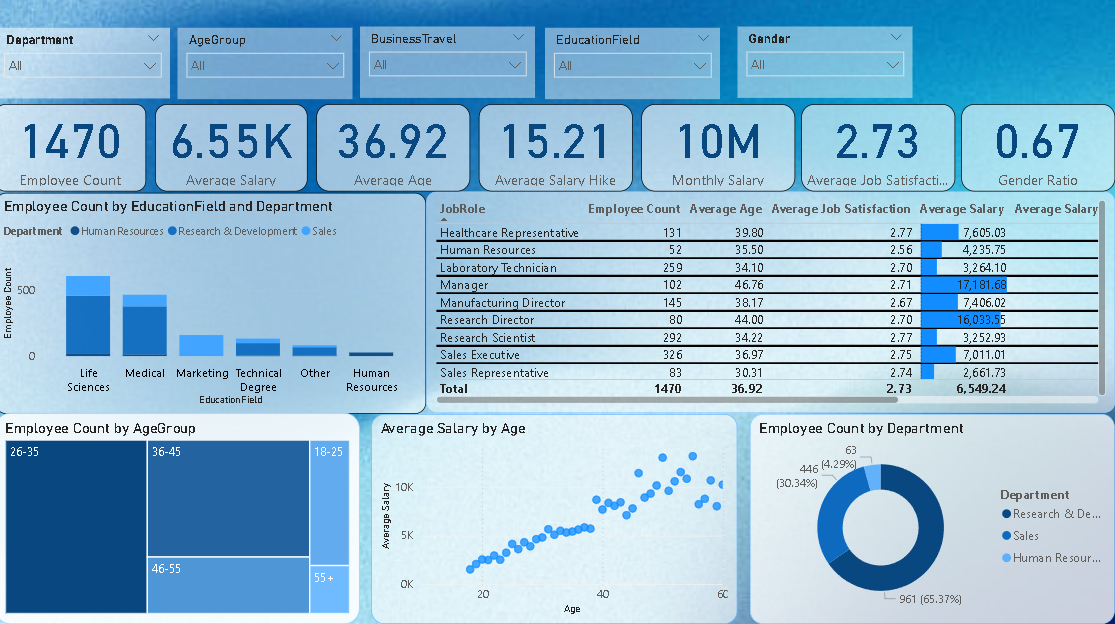 Department
AgeGroup
BusinessTravel
EducationField
Gender
All
All
All
All
All
1470
Employee Count
6.55K
Average Salary
36.92
Average Age
15.21
Average Salary Hike
10M
Monthly Salary
2.73
Average Job Satisfacti...
0.67
Gender Ratio
Employee Count by EducationField and Department
Department Human Resources Research & Development Sales
Employee Count
500
0
Life Sciences
Medical
Marketing
Technical Degree
Other
Human Resources
EducationField
JobRole Employee Count Average Age Average Job Satisfaction Average Salary Average Salary
Healthcare Representative 131 39.80 2.77 7,605.03
Human Resources 52 35.50 2.56 4,235.75
Laboratory Technician 259 34.10 2.70 3,264.10
Manager 102 46.76 2.71 17,181.68
Manufacturing Director 145 38.17 2.67 7,406.02
Research Director 80 44.00 2.70 16,033.55
Research Scientist 292 34.22 2.77 3,252.93
Sales Executive 326 36.97 2.75 7,011.01
Sales Representative 83 30.31 2.74 2,661.73
Total 1470 36.92 2.73 6,549.24
Employee Count by AgeGroup
26-35
36-45
18-25
46-55
55+
Average Salary by Age
Average Salary
10K
5K
0K
20
40
60
Age
Employee Count by Department
63
(4.29%)
446
(30.34%)
961 (65.37%)
Department
Research & De...
Sales
Human Resour...